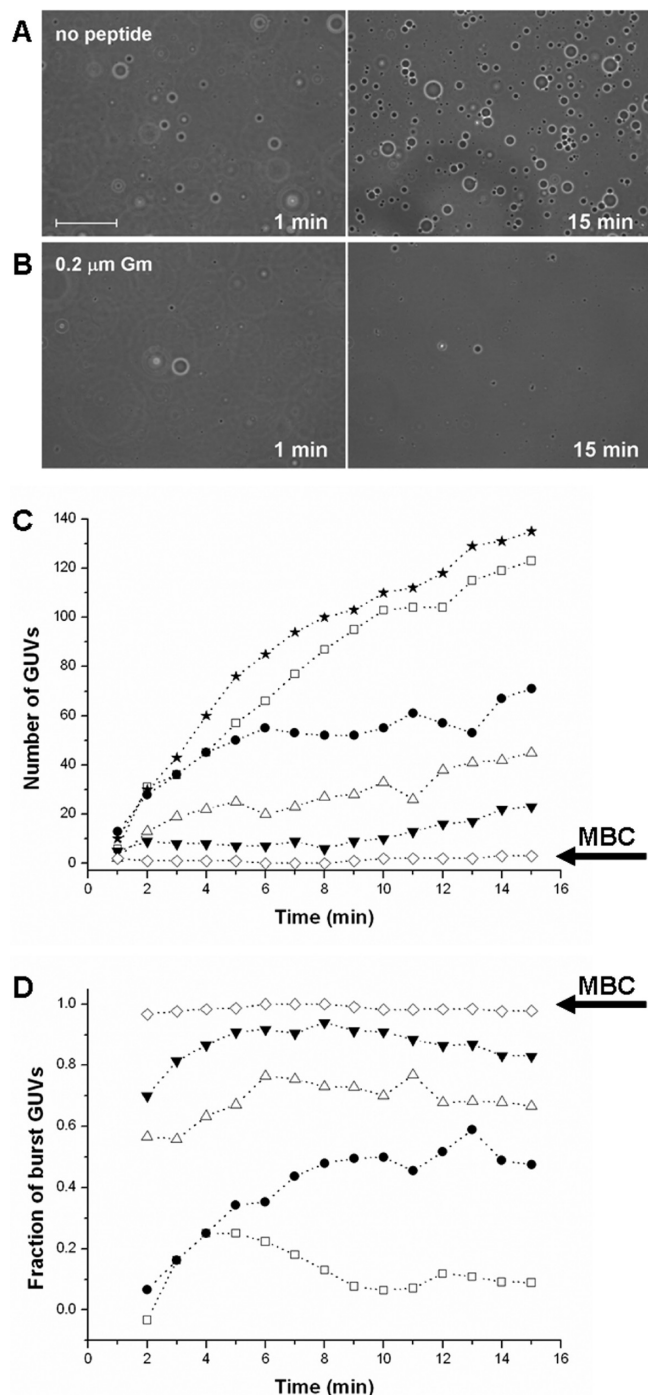 A
no peptide
1 min
15 min
B
0.2 μm Gm
1 min
15 min
C
140
120
100
80
60
40
20
0
Number of GUVs
MBC
0 2 4 6 8 10 12 14 16
Time (min)
D
1.0
0.8
0.6
0.4
0.2
0.0
Fraction of burst GUVs
MBC
0 2 4 6 8 10 12 14 16
Time (min)